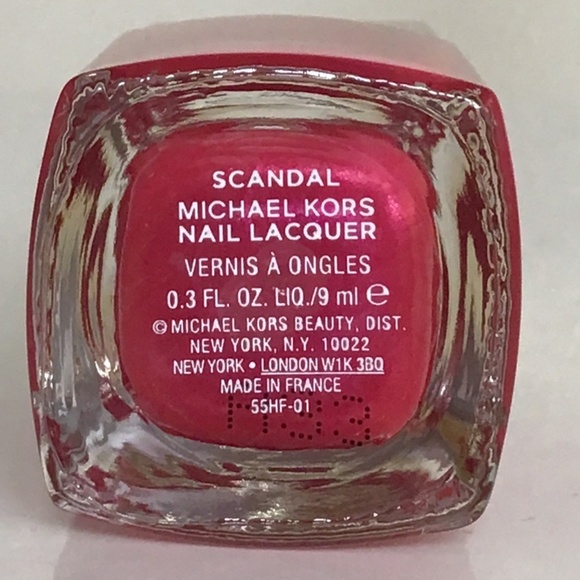 SCANDAL
MICHAEL KORS
NAIL LACQUER
VERNIS À ONGLES
0.3 FL. OZ. LIQ./9 ml ℮
© MICHAEL KORS BEAUTY, DIST.
NEW YORK, N.Y. 10022
NEW YORK • LONDON W1K 3BQ
MADE IN FRANCE
55HF-01